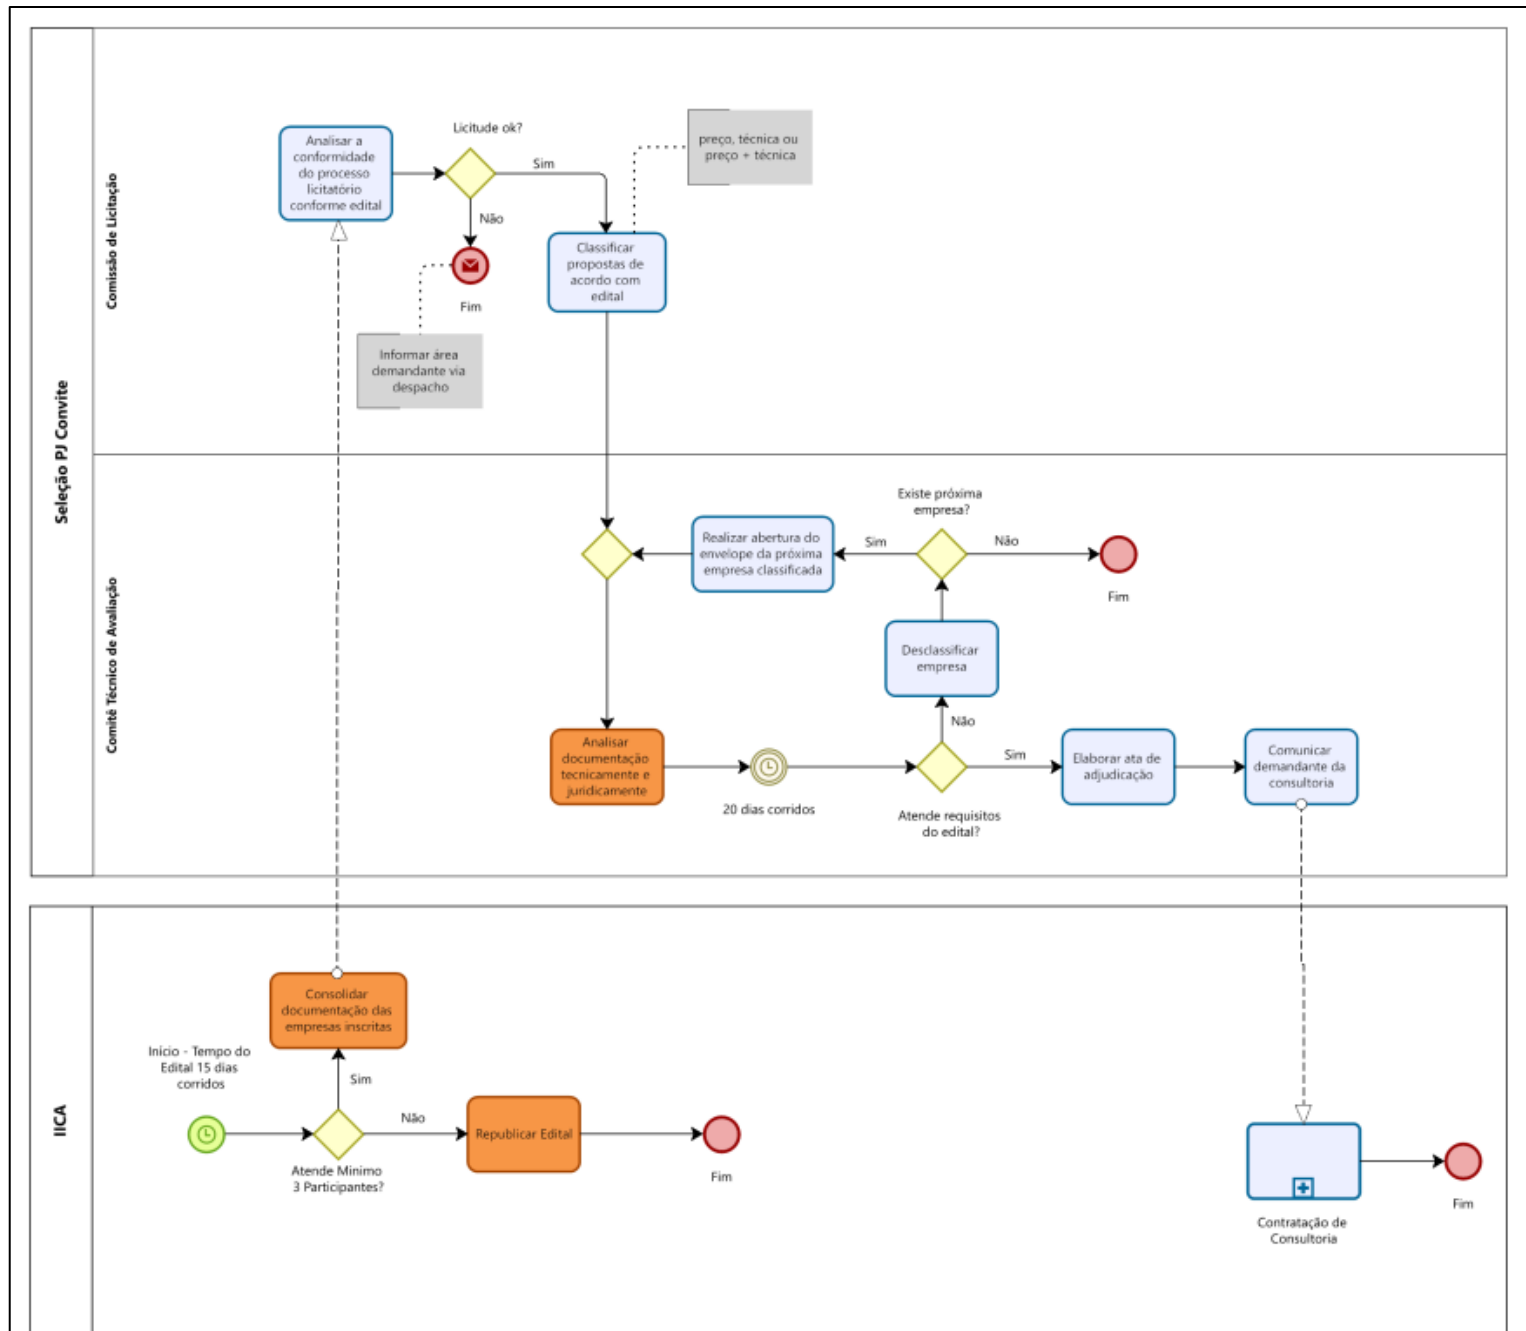 Seleção PJ Convite
Comissão de Licitação
Analisar a
conformidade
do processo
licitatório
conforme edital
Licitude ok?
Sim
Não
Fim
Informar área
demandante via
despacho
preço, técnica ou
preço + técnica
Classificar
propostas de
acordo com
edital
Comitê Técnico de Avaliação
Existe próxima
empresa?
Realizar abertura do
envelope da próxima
empresa classificada
Sim
Não
Fim
Desclassificar
empresa
Não
Analisar
documentação
tecnicamente e
juridicamente
20 dias corridos
Atende requisitos
do edital?
Sim
Elaborar ata de
adjudicação
Comunicar
demandante da
consultoria
IICA
Consolidar
documentação das
empresas inscritas
Início - Tempo do
Edital 15 dias
corridos
Sim
Não
Atende Minimo
3 Participantes?
Republicar Edital
Fim
Contratação de
Consultoria
Fim